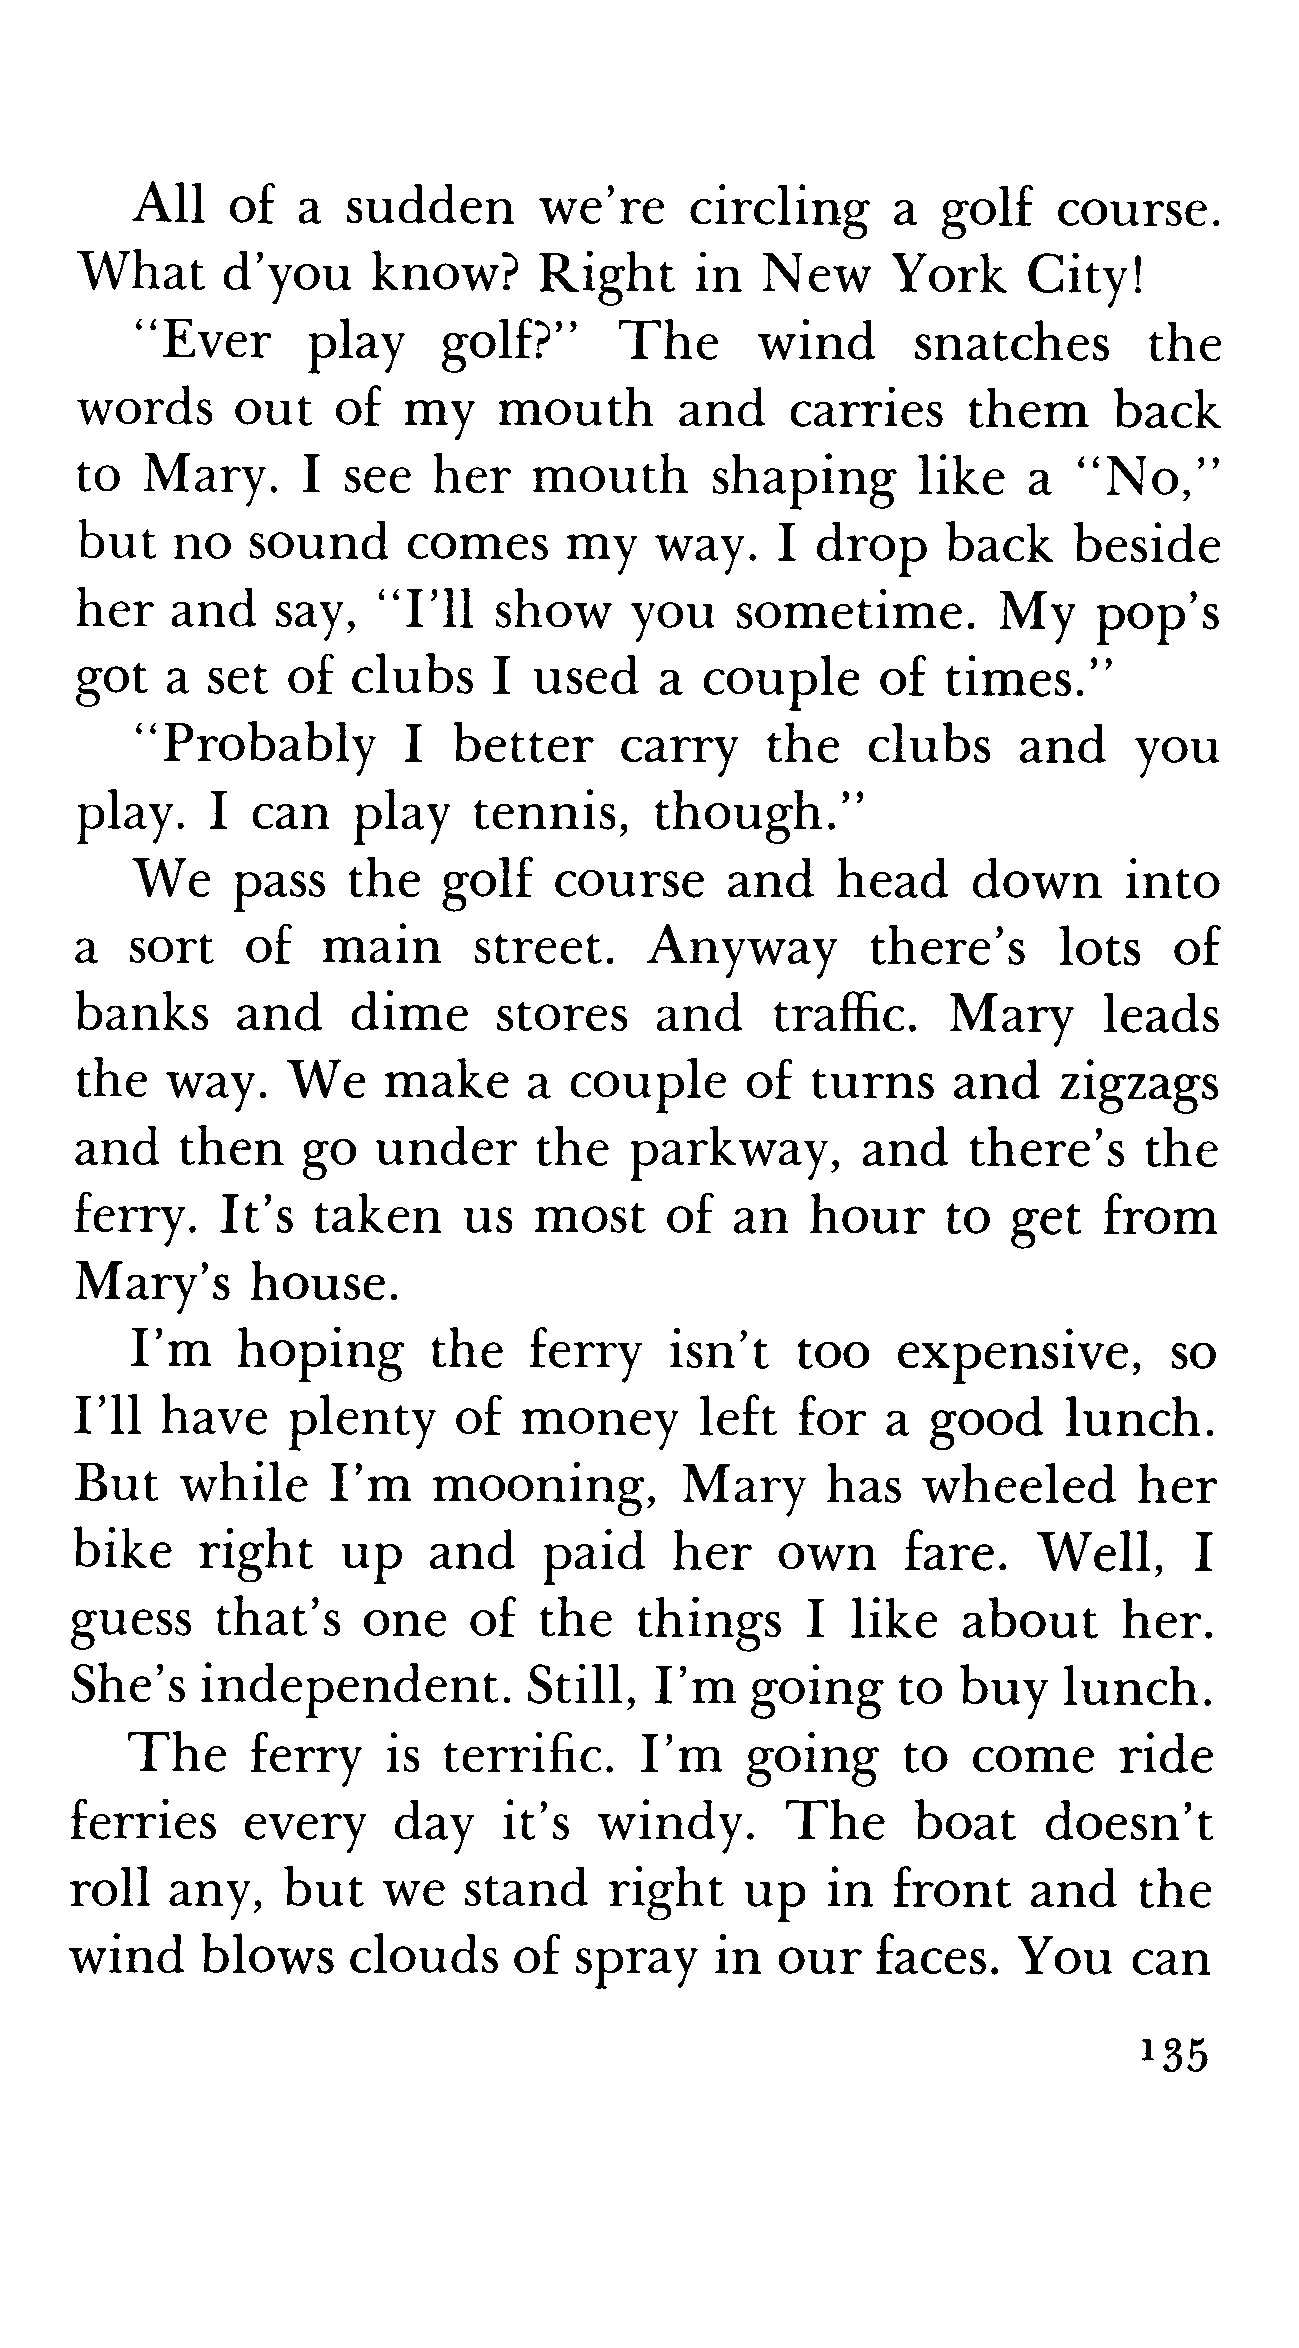 All of a sudden we're circling a golf course.
What d'you know? Right in New York City!
"Ever play golf?" The wind snatches the
words out of my mouth and carries them back
to Mary. I see her mouth shaping like a "No,"
but no sound comes my way. I drop back beside
her and say, "I'll show you sometime. My pop's
got a set of clubs I used a couple of times."
"Probably I better carry the clubs and you
play. I can play tennis, though."
We pass the golf course and head down into
a sort of main street. Anyway there's lots of
banks and dime stores and traffic. Mary leads
the way. We make a couple of turns and zigzags
and then go under the parkway, and there's the
ferry. It's taken us most of an hour to get from
Mary's house.
I'm hoping the ferry isn't too expensive, so
I'll have plenty of money left for a good lunch.
But while I'm mooning, Mary has wheeled her
bike right up and paid her own fare. Well, I
guess that's one of the things I like about her.
She's independent. Still, I'm going to buy lunch.
The ferry is terrific. I'm going to come ride
ferries every day it's windy. The boat doesn't
roll any, but we stand right up in front and the
wind blows clouds of spray in our faces. You can
135